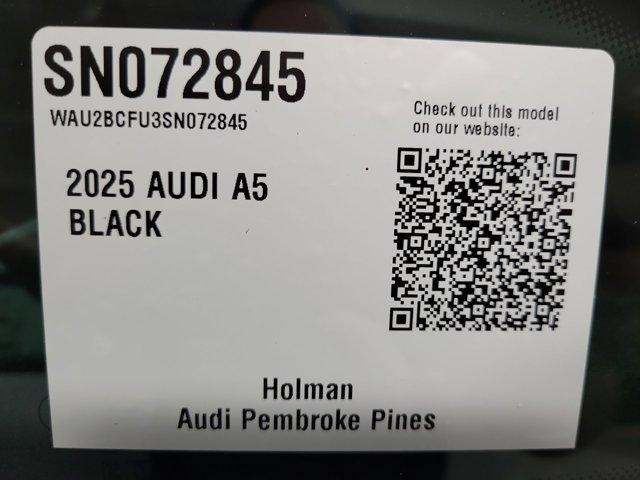 SN072845
WAU2BCFU3SN072845
Check out this model
on our website:
2025 AUDI A5
BLACK
Holman
Audi Pembroke Pines